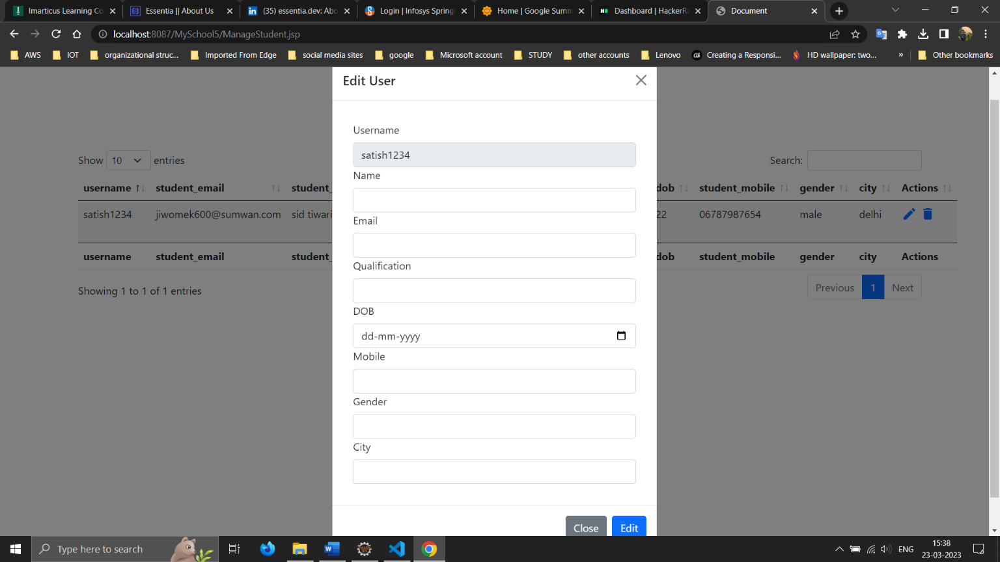 Imarticus Learning Co
Essentia || About Us
(35) essentia.dev: Abo
Login | Infosys Spring
Home | Google Summ
Dashboard | HackerRa
Document
localhost:8087/MySchool5/ManageStudent.jsp
AWS
IOT
organizational struc...
Imported From Edge
social media sites
google
Microsoft account
STUDY
other accounts
Lenovo
Creating a Responsi...
HD wallpaper: two...
»
Other bookmarks
Edit User
Username
satish1234
Name
Email
Qualification
DOB
dd-mm-yyyy
Mobile
Gender
City
Close
Edit
Show 10 entries
Search:
username student_email student_ dob student_mobile gender city Actions
satish1234 jiwomek600@sumwan.com sid tiwari 22 06787987654 male delhi
username student_email student_ dob student_mobile gender city Actions
Showing 1 to 1 of 1 entries
Previous 1 Next
Type here to search
ENG
15:38
23-03-2023